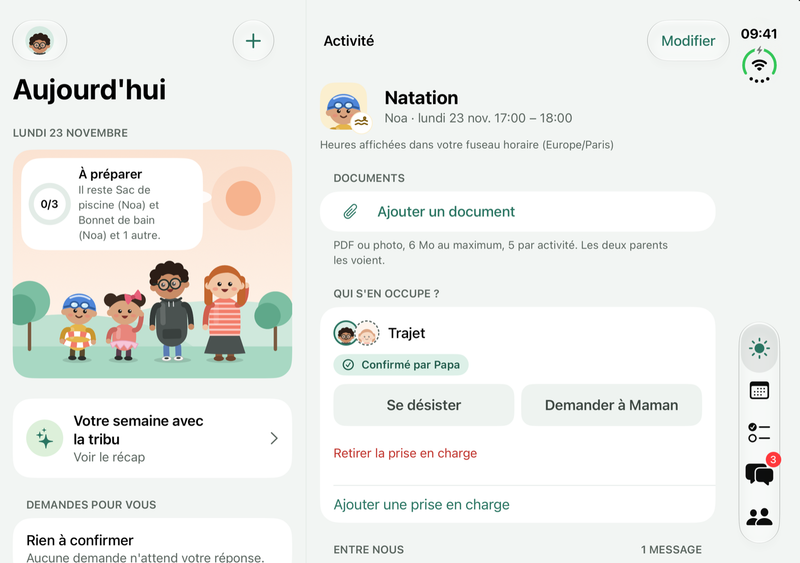 Aujourd'hui
LUNDI 23 NOVEMBRE
0/3
À préparer
Il reste Sac de
piscine (Noa) et
Bonnet de bain
(Noa) et 1 autre.
Votre semaine avec
la tribu
Voir le récap
DEMANDES POUR VOUS
Rien à confirmer
Aucune demande n'attend votre réponse.
Activité
Modifier
09:41
Natation
Noa · lundi 23 nov. 17:00 – 18:00
Heures affichées dans votre fuseau horaire (Europe/Paris)
DOCUMENTS
Ajouter un document
PDF ou photo, 6 Mo au maximum, 5 par activité. Les deux parents
les voient.
QUI S'EN OCCUPE ?
Trajet
Confirmé par Papa
Se désister
Demander à Maman
Retirer la prise en charge
Ajouter une prise en charge
ENTRE NOUS
1 MESSAGE
3